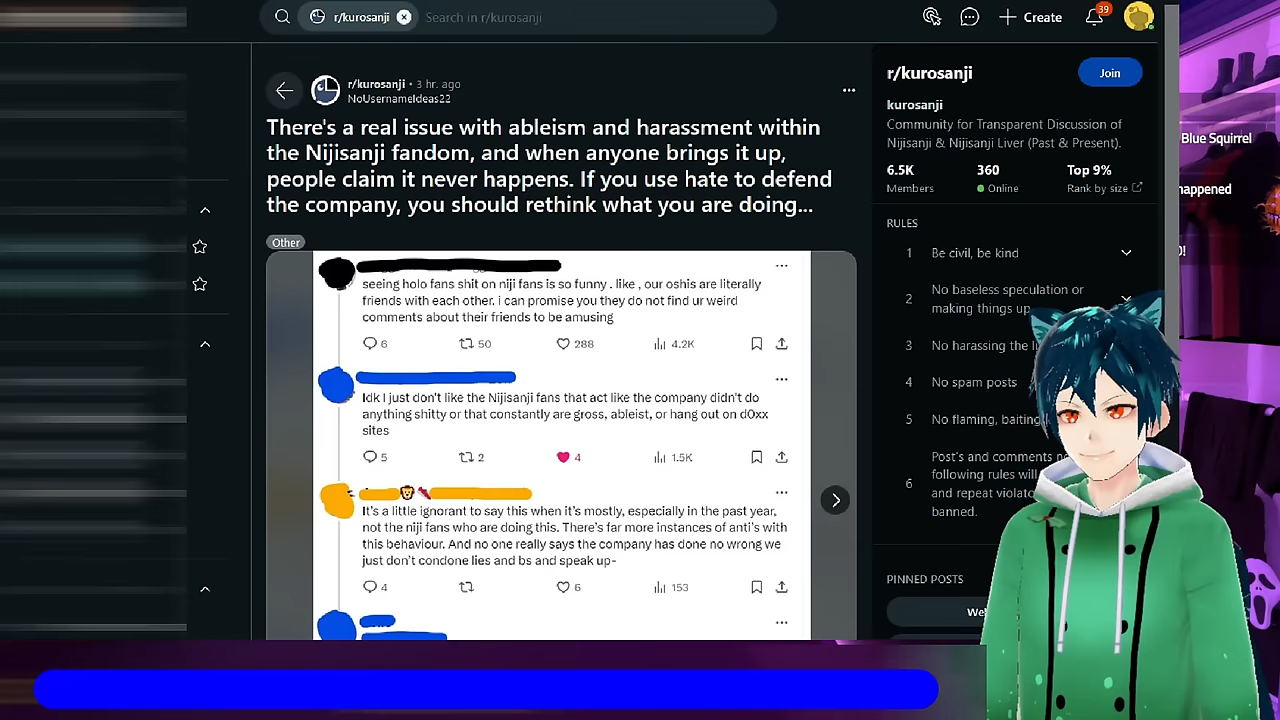 r/kurosanji
Search in r/kurosanji
Create
39
r/kurosanji • 3 hr. ago
NoUsernameIdeas22
There's a real issue with ableism and harassment within
the Nijisanji fandom, and when anyone brings it up,
people claim it never happens. If you use hate to defend
the company, you should rethink what you are doing...
Other
seeing holo fans shit on niji fans is so funny . like , our oshis are literally
friends with each other. i can promise you they do not find ur weird
comments about their friends to be amusing
6 50 288 4.2K
Idk I just don't like the Nijisanji fans that act like the company didn't do
anything shitty or that constantly are gross, ableist, or hang out on d0xx
sites
5 2 4 1.5K
It's a little ignorant to say this when it's mostly, especially in the past year,
not the niji fans who are doing this. There's far more instances of anti's with
this behaviour. And no one really says the company has done no wrong we
just don't condone lies and bs and speak up-
4 6 153
r/kurosanji
Join
kurosanji
Community for Transparent Discussion of
Nijisanji & Nijisanji Liver (Past & Present).
6.5K 360 Top 9%
Members Online Rank by size
RULES
1 Be civil, be kind
2 No baseless speculation or
making things up
3 No harassing the
4 No spam posts
5 No flaming, baiting
6 Post's and comments
following rules will
and repeat
banned.
PINNED POSTS
Blue Squirrel
happened